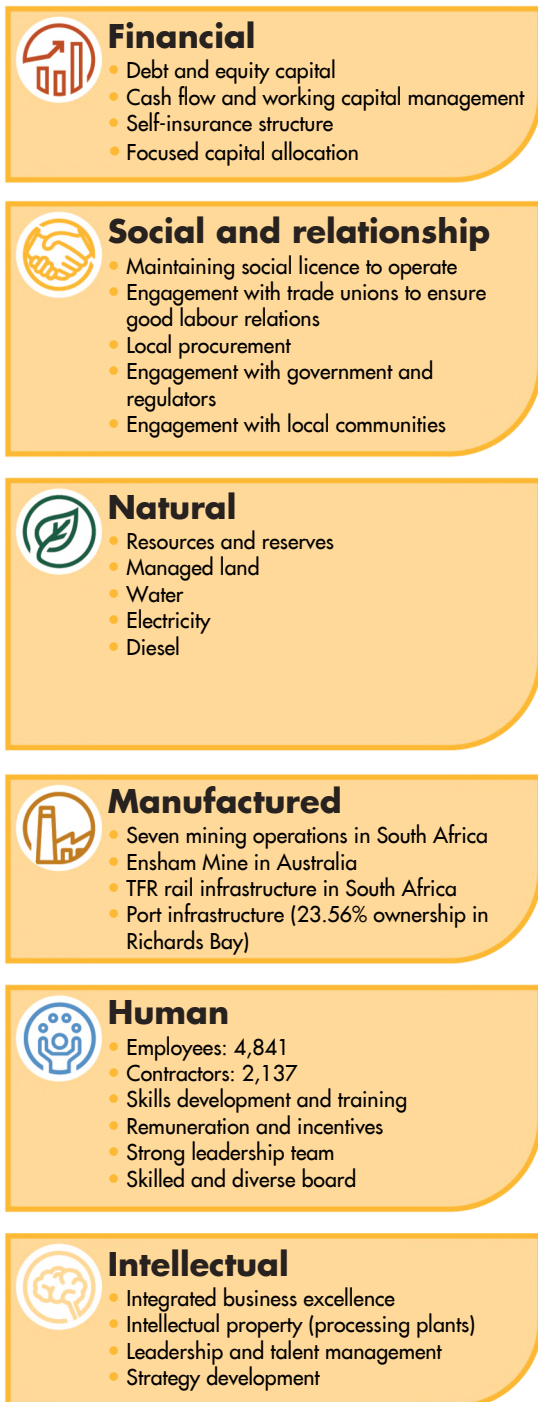 Financial
• Debt and equity capital
• Cash flow and working capital management
• Self-insurance structure
• Focused capital allocation
Social and relationship
• Maintaining social licence to operate
• Engagement with trade unions to ensure
good labour relations
• Local procurement
• Engagement with government and
regulators
• Engagement with local communities
Natural
• Resources and reserves
• Managed land
• Water
• Electricity
• Diesel
Manufactured
• Seven mining operations in South Africa
• Ensham Mine in Australia
• TFR rail infrastructure in South Africa
• Port infrastructure (23.56% ownership in
Richards Bay)
Human
• Employees: 4,841
• Contractors: 2,137
• Skills development and training
• Remuneration and incentives
• Strong leadership team
• Skilled and diverse board
Intellectual
• Integrated business excellence
• Intellectual property (processing plants)
• Leadership and talent management
• Strategy development